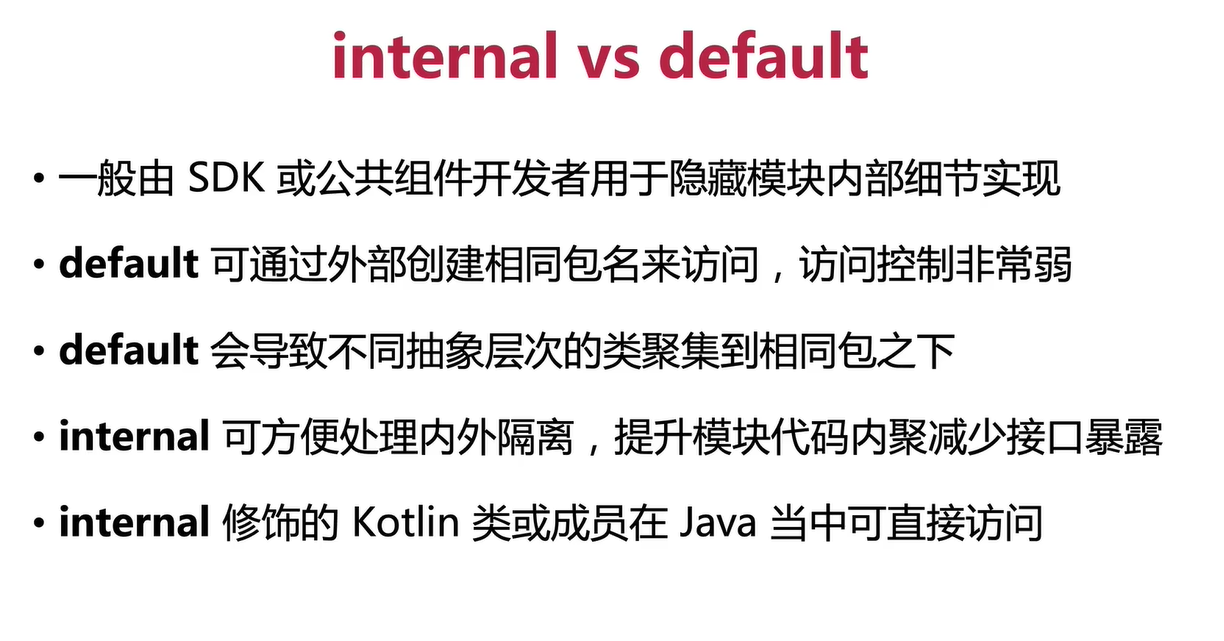 internal vs default
• 一般由 SDK 或公共组件开发者用于隐藏模块内部细节实现
• default 可通过外部创建相同包名来访问，访问控制非常弱
• default 会导致不同抽象层次的类聚集到相同包之下
• internal 可方便处理内外隔离，提升模块代码内聚减少接口暴露
• internal 修饰的 Kotlin 类或成员在 Java 当中可直接访问